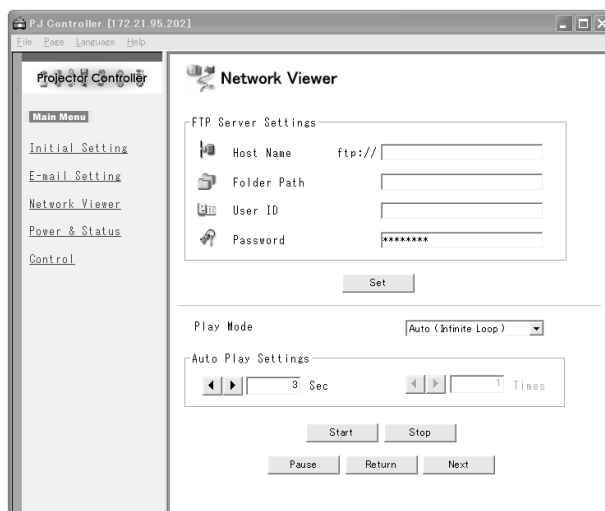 PJ Controller [172.21.95.202]
File Page Language Help
Projector Controller
Main Menu
Initial Setting
E-mail Setting
Network Viewer
Power & Status
Control
Network Viewer
FTP Server Settings
Host Name ftp://
Folder Path
User ID
Password ********
Set
Play Mode Auto (Infinite Loop)
Auto Play Settings
3 Sec 1 Times
Start Stop
Pause Return Next